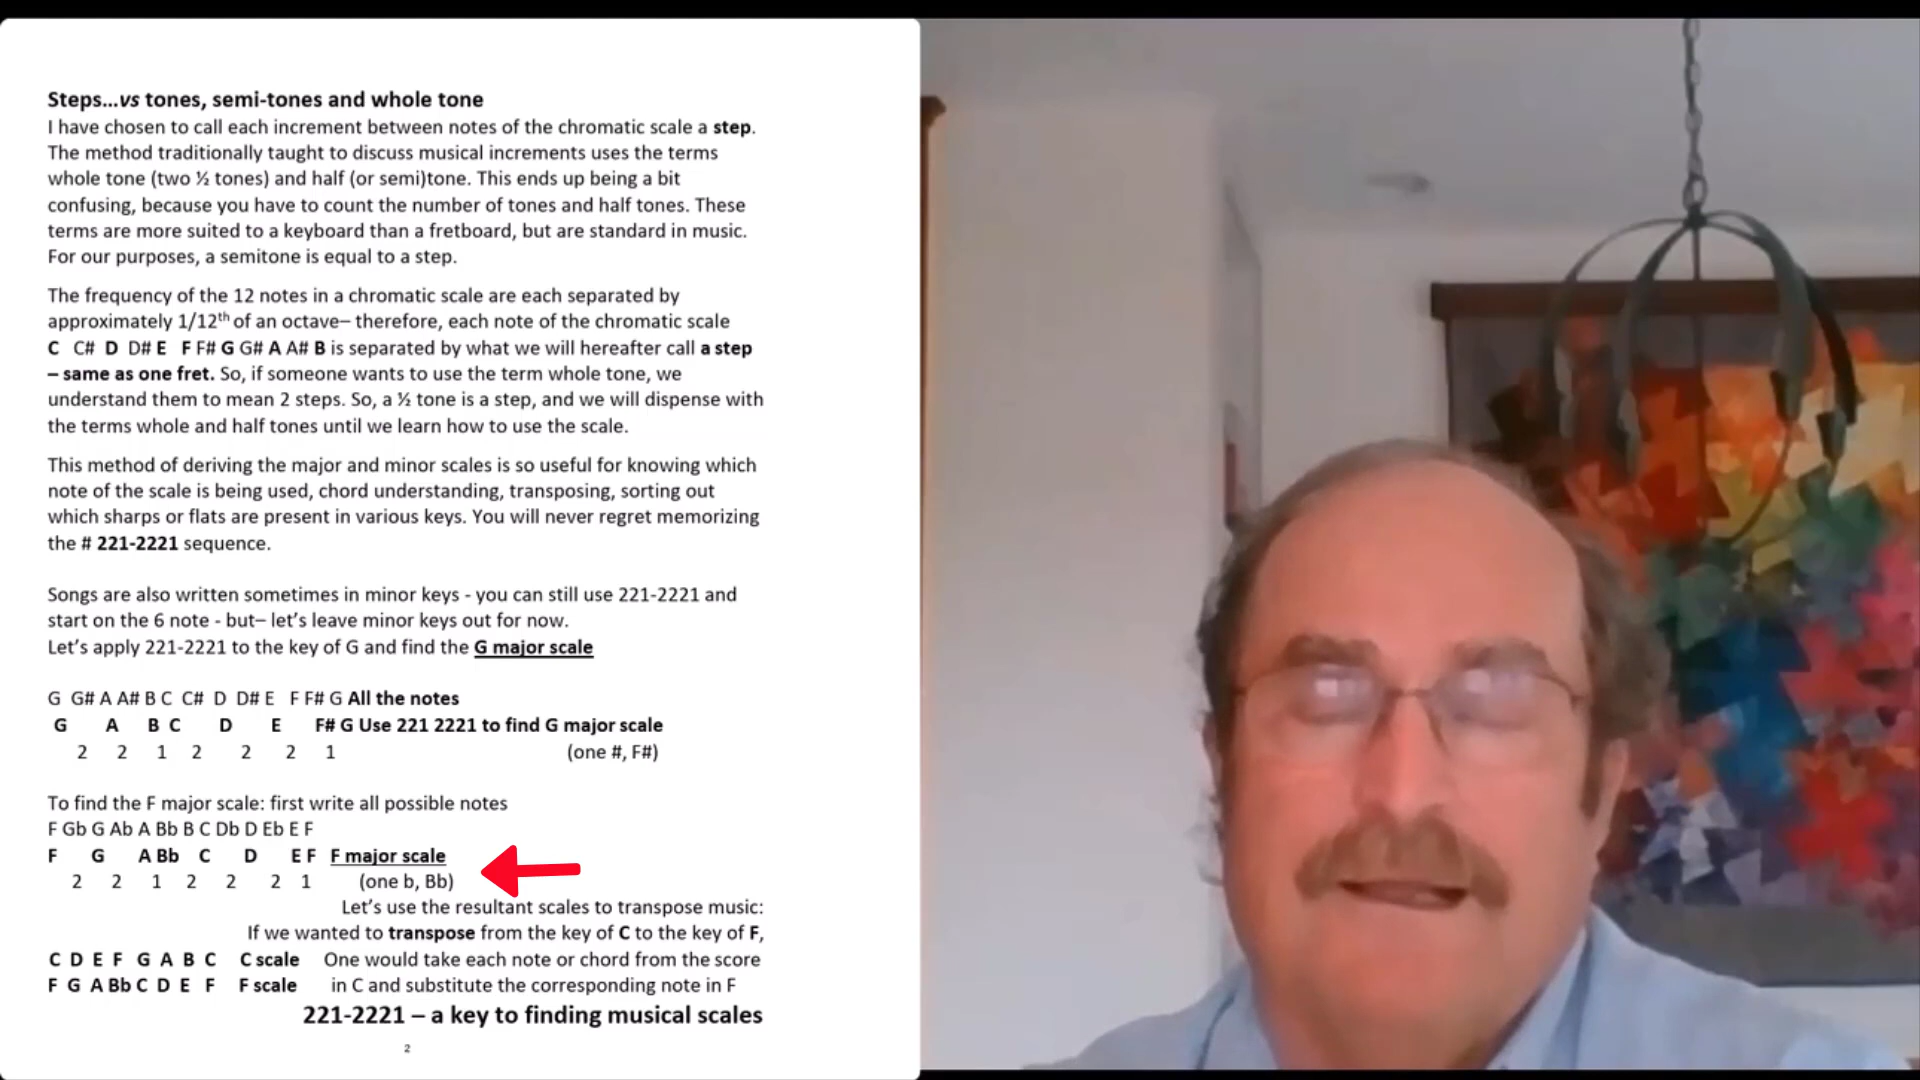 Steps...vs tones, semi-tones and whole tone
I have chosen to call each increment between notes of the chromatic scale a step.
The method traditionally taught to discuss musical increments uses the terms
whole tone (two ½ tones) and half (or semi)tone. This ends up being a bit
confusing, because you have to count the number of tones and half tones. These
terms are more suited to a keyboard than a fretboard, but are standard in music.
For our purposes, a semitone is equal to a step.
The frequency of the 12 notes in a chromatic scale are each separated by
approximately 1/12th of an octave– therefore, each note of the chromatic scale
C C# D D# E F F# G G# A A# B is separated by what we will hereafter call a step
– same as one fret. So, if someone wants to use the term whole tone, we
understand them to mean 2 steps. So, a ½ tone is a step, and we will dispense with
the terms whole and half tones until we learn how to use the scale.
This method of deriving the major and minor scales is so useful for knowing which
note of the scale is being used, chord understanding, transposing, sorting out
which sharps or flats are present in various keys. You will never regret memorizing
the # 221-2221 sequence.
Songs are also written sometimes in minor keys - you can still use 221-2221 and
start on the 6 note - but– let's leave minor keys out for now.
Let's apply 221-2221 to the key of G and find the G major scale
G G# A A# B C C# D D# E F F# G All the notes
G A B C D E F# G Use 221 2221 to find G major scale
2 2 1 2 2 2 1 (one #, F#)
To find the F major scale: first write all possible notes
F Gb G Ab A Bb B C Db D Eb E F
F G A Bb C D E F F major scale
2 2 1 2 2 2 1 (one b, Bb)
Let's use the resultant scales to transpose music:
If we wanted to transpose from the key of C to the key of F,
C D E F G A B C C scale One would take each note or chord from the score
F G A Bb C D E F F scale in C and substitute the corresponding note in F
221-2221 – a key to finding musical scales
2